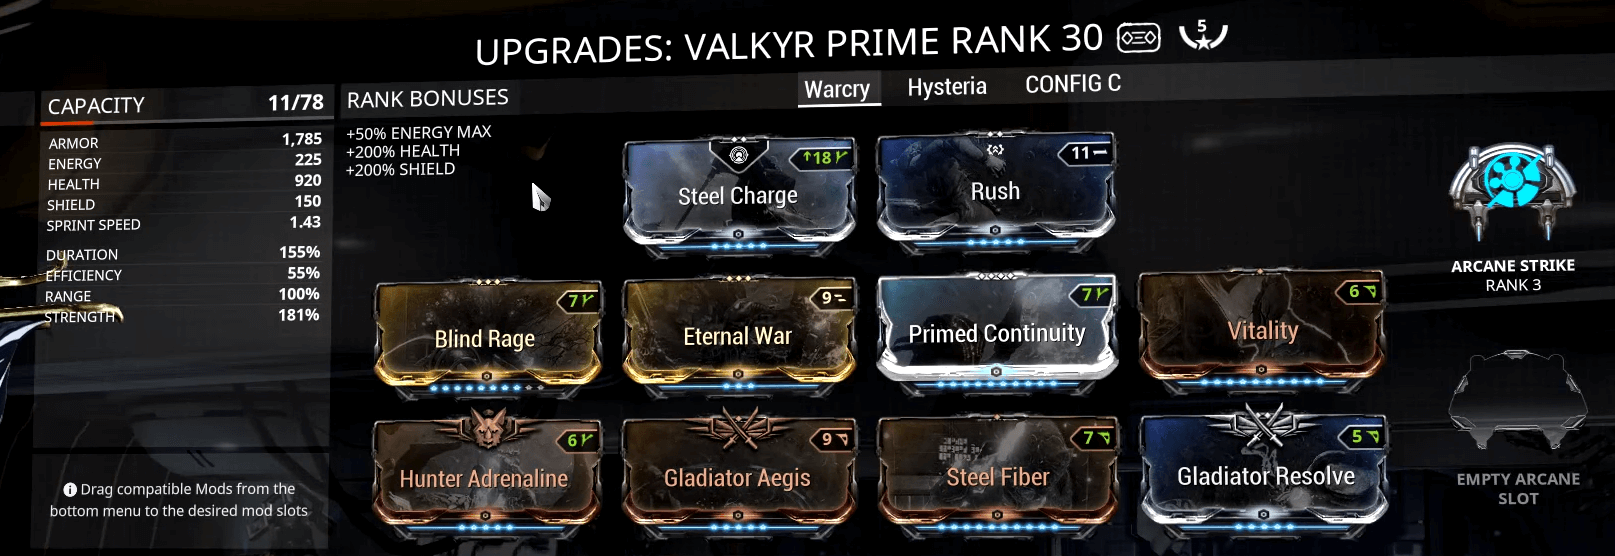 UPGRADES: VALKYR PRIME RANK 30
5
Warcry
Hysteria
CONFIG C
CAPACITY 11/78
ARMOR 1,785
ENERGY 225
HEALTH 920
SHIELD 150
SPRINT SPEED 1.43
DURATION 155%
EFFICIENCY 55%
RANGE 100%
STRENGTH 181%
Drag compatible Mods from the
bottom menu to the desired mod slots
RANK BONUSES
+50% ENERGY MAX
+200% HEALTH
+200% SHIELD
18
Steel Charge
11
Rush
7
Blind Rage
9
Eternal War
7
Primed Continuity
6
Vitality
6
Hunter Adrenaline
9
Gladiator Aegis
7
Steel Fiber
5
Gladiator Resolve
ARCANE STRIKE
RANK 3
EMPTY ARCANE
SLOT